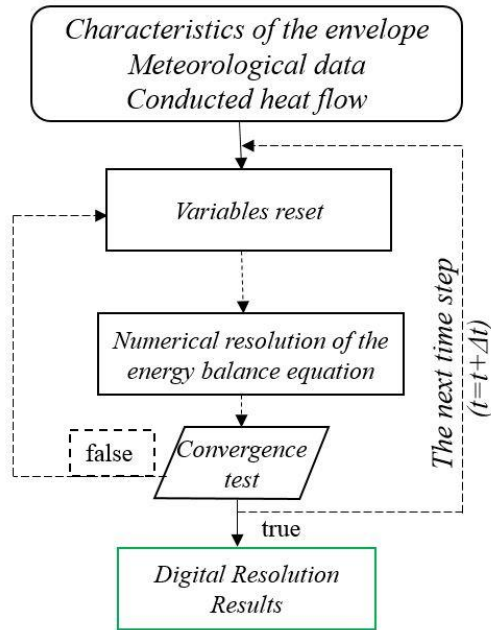 Characteristics of the envelope
Meteorological data
Conducted heat flow
Variables reset
Numerical resolution of the
energy balance equation
Convergence
test
false
true
The next time step
(t=t+Δt)
Digital Resolution
Results